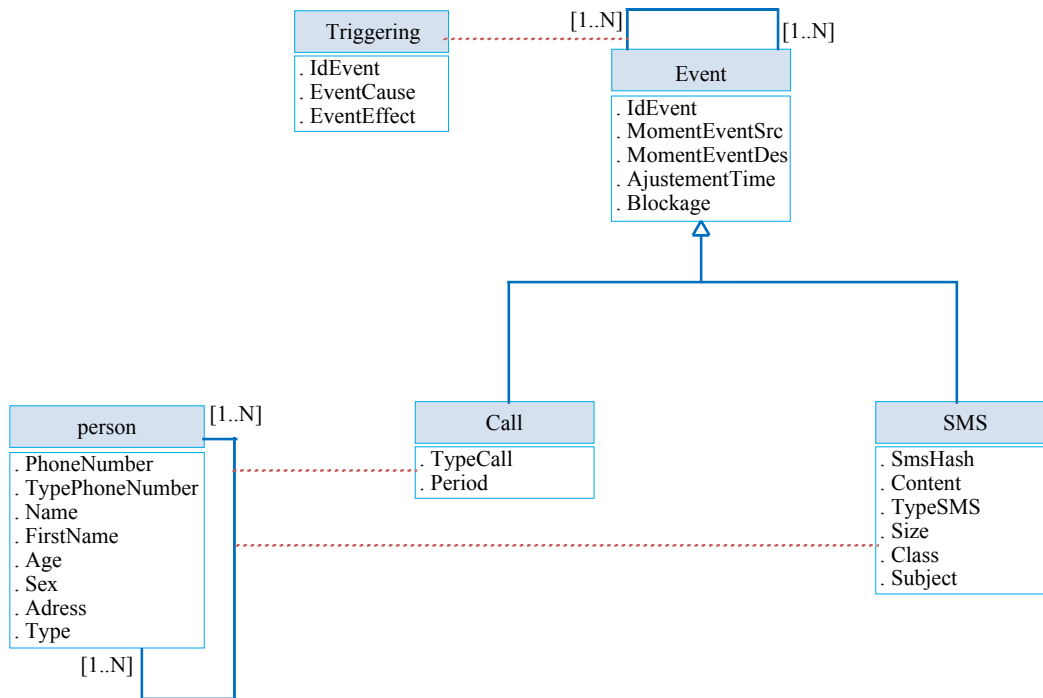 [1..N]
[1..N]
Triggering
. IdEvent
. EventCause
. EventEffect
Event
. IdEvent
. MomentEventSrc
. MomentEventDes
. AjustementTime
. Blockage
[1..N]
person
. PhoneNumber
. TypePhoneNumber
. Name
. FirstName
. Age
. Sex
. Adress
. Type
[1..N]
Call
. TypeCall
. Period
SMS
. SmsHash
. Content
. TypeSMS
. Size
. Class
. Subject